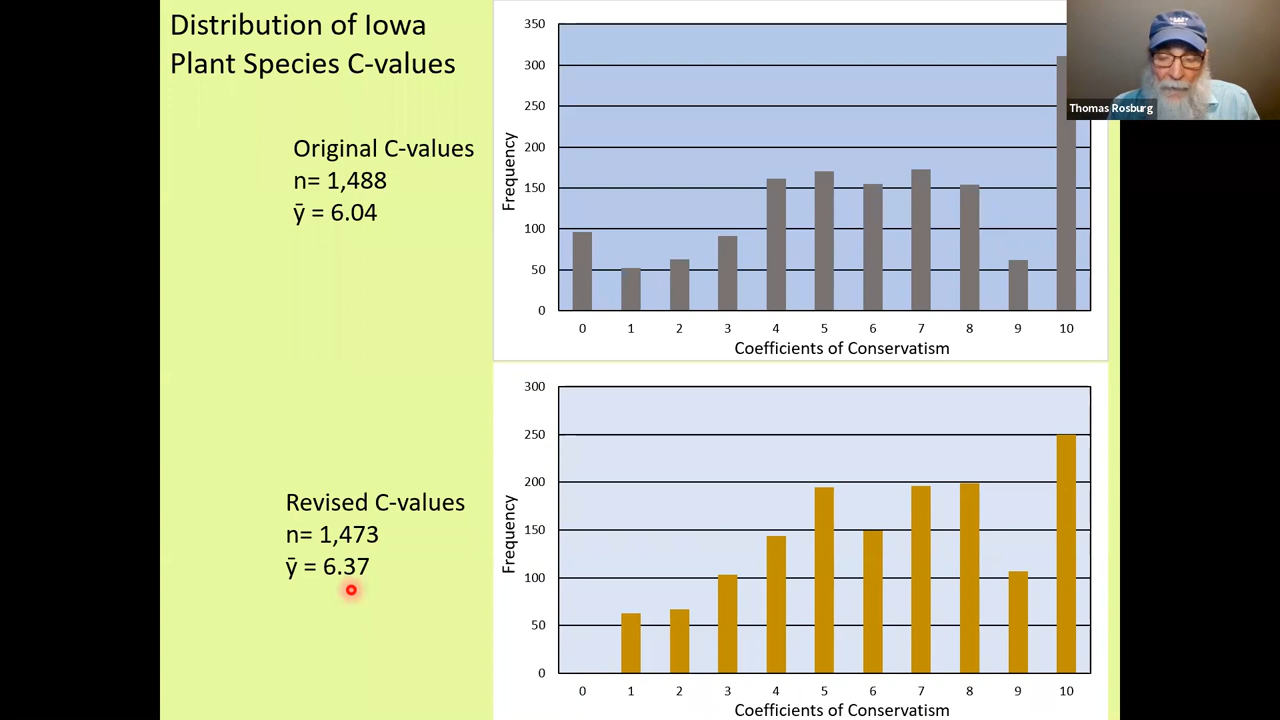 Distribution of Iowa
Plant Species C-values
Original C-values
n= 1,488
ȳ = 6.04
350
300
250
200
150
100
50
0
Frequency
0 1 2 3 4 5 6 7 8 9 10
Coefficients of Conservatism
Thomas Rosburg
Revised C-values
n= 1,473
ȳ = 6.37
300
250
200
150
100
50
0
Frequency
0 1 2 3 4 5 6 7 8 9 10
Coefficients of Conservatism